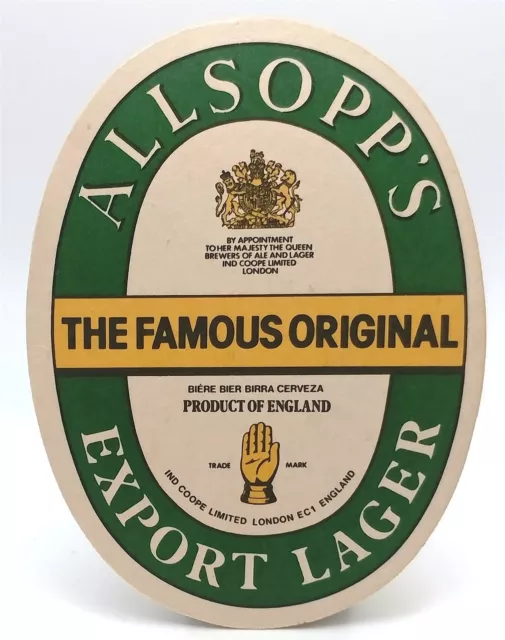 ALLSOPP'S
BY APPOINTMENT
TO HER MAJESTY THE QUEEN
BREWERS OF ALE AND LAGER
IND COOPE LIMITED
LONDON
THE FAMOUS ORIGINAL
BIÈRE BIER BIRRA CERVEZA
PRODUCT OF ENGLAND
TRADE MARK
IND COOPE LIMITED LONDON EC1 ENGLAND
EXPORT LAGER